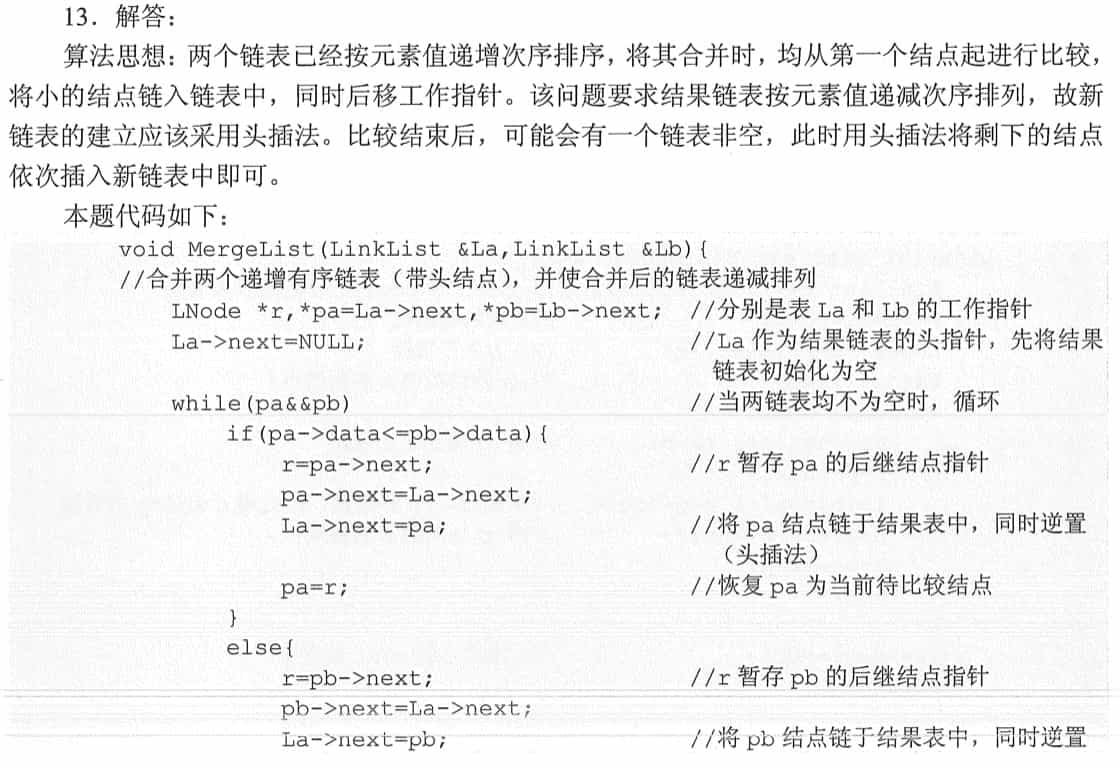 13．解答：
算法思想：两个链表已经按元素值递增次序排序，将其合并时，均从第一个结点起进行比较，
将小的结点链入链表中，同时后移工作指针。该问题要求结果链表按元素值递减次序排列，故新
链表的建立应该采用头插法。比较结束后，可能会有一个链表非空，此时用头插法将剩下的结点
依次插入新链表中即可。
本题代码如下：
void MergeList(LinkList &La,LinkList &Lb){
//合并两个递增有序链表（带头结点），并使合并后的链表递减排列
LNode *r,*pa=La->next,*pb=Lb->next; //分别是表 La 和 Lb 的工作指针
La->next=NULL; //La 作为结果链表的头指针，先将结果
链表初始化为空
while(pa&&pb) //当两链表均不为空时，循环
if(pa->data<=pb->data){
r=pa->next; //r 暂存 pa 的后继结点指针
pa->next=La->next;
La->next=pa; //将 pa 结点链于结果表中，同时逆置
（头插法）
pa=r; //恢复 pa 为当前待比较结点
}
else{
r=pb->next; //r 暂存 pb 的后继结点指针
pb->next=La->next;
La->next=pb; //将 pb 结点链于结果表中，同时逆置